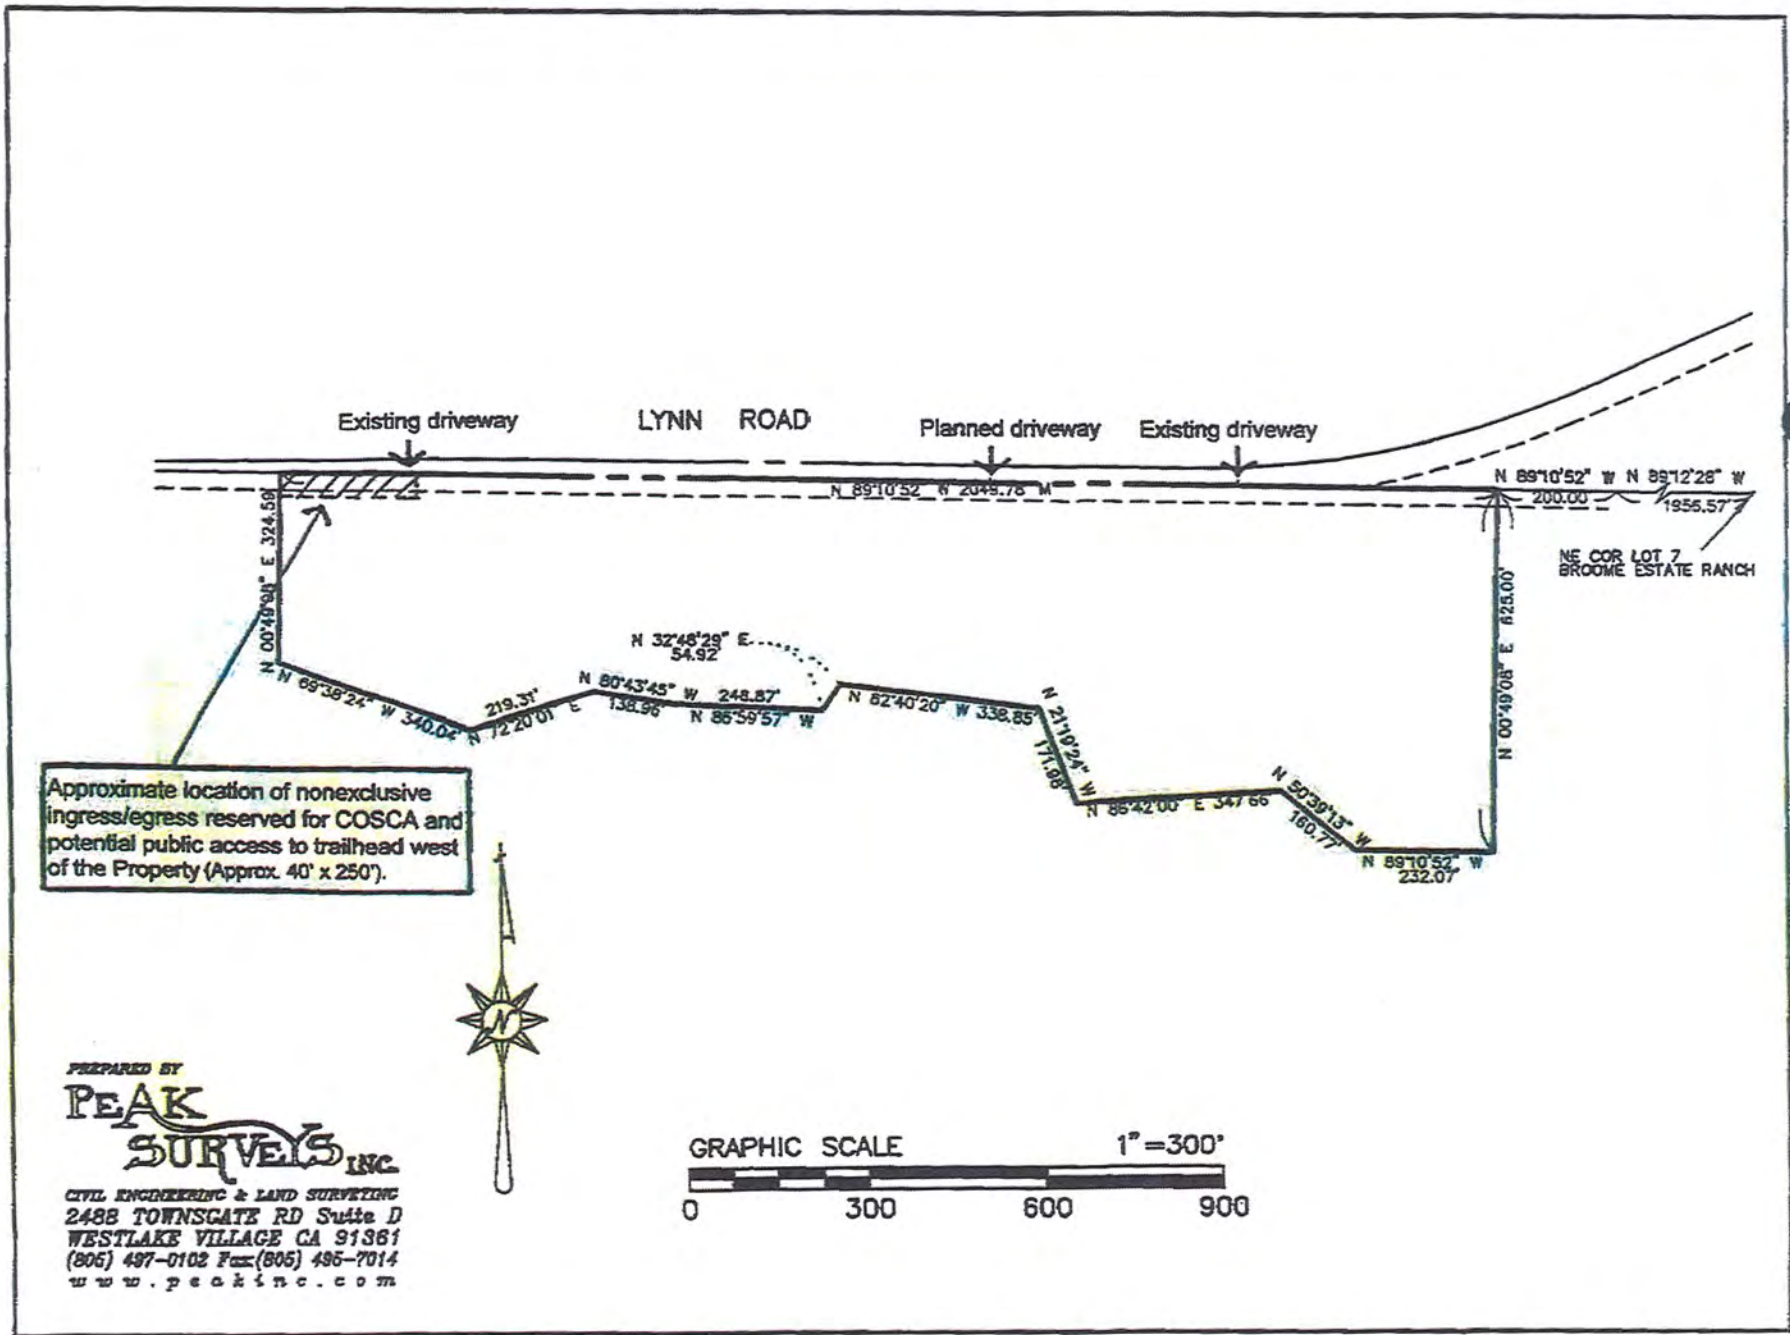 Existing driveway
LYNN ROAD
Planned driveway
Existing driveway
N 89°10'52" W 2049.78 M
N 89°10'52" W
200.00
N 89°12'28" W
1956.57'
NE COR LOT 7
BROOME ESTATE RANCH
N 00°49'08" E 324.59
N 00°49'08" E 625.00'
N 69°38'24" W 340.04'
219.31'
N 72°20'01 E
N 80°43'45" W
138.96
248.87'
N 86°59'57" W
N 32°48'29" E
54.92'
N 82°40'20" W 338.85'
N 21°19'24" W
171.98'
N 86°42'00" E 347.66
N 50°39'13" W
160.77'
N 89°10'52" W
232.07'
Approximate location of nonexclusive
ingress/egress reserved for COSCA and
potential public access to trailhead west
of the Property (Approx. 40' x 250').
N
PREPARED BY
PEAK
SURVEYS INC.
CIVIL ENGINEERING & LAND SURVEYING
2488 TOWNSGATE RD Suite D
WESTLAKE VILLAGE CA 91361
(805) 497-0102 Fax(805) 495-7014
www.peakinc.com
GRAPHIC SCALE 1"=300'
0 300 600 900